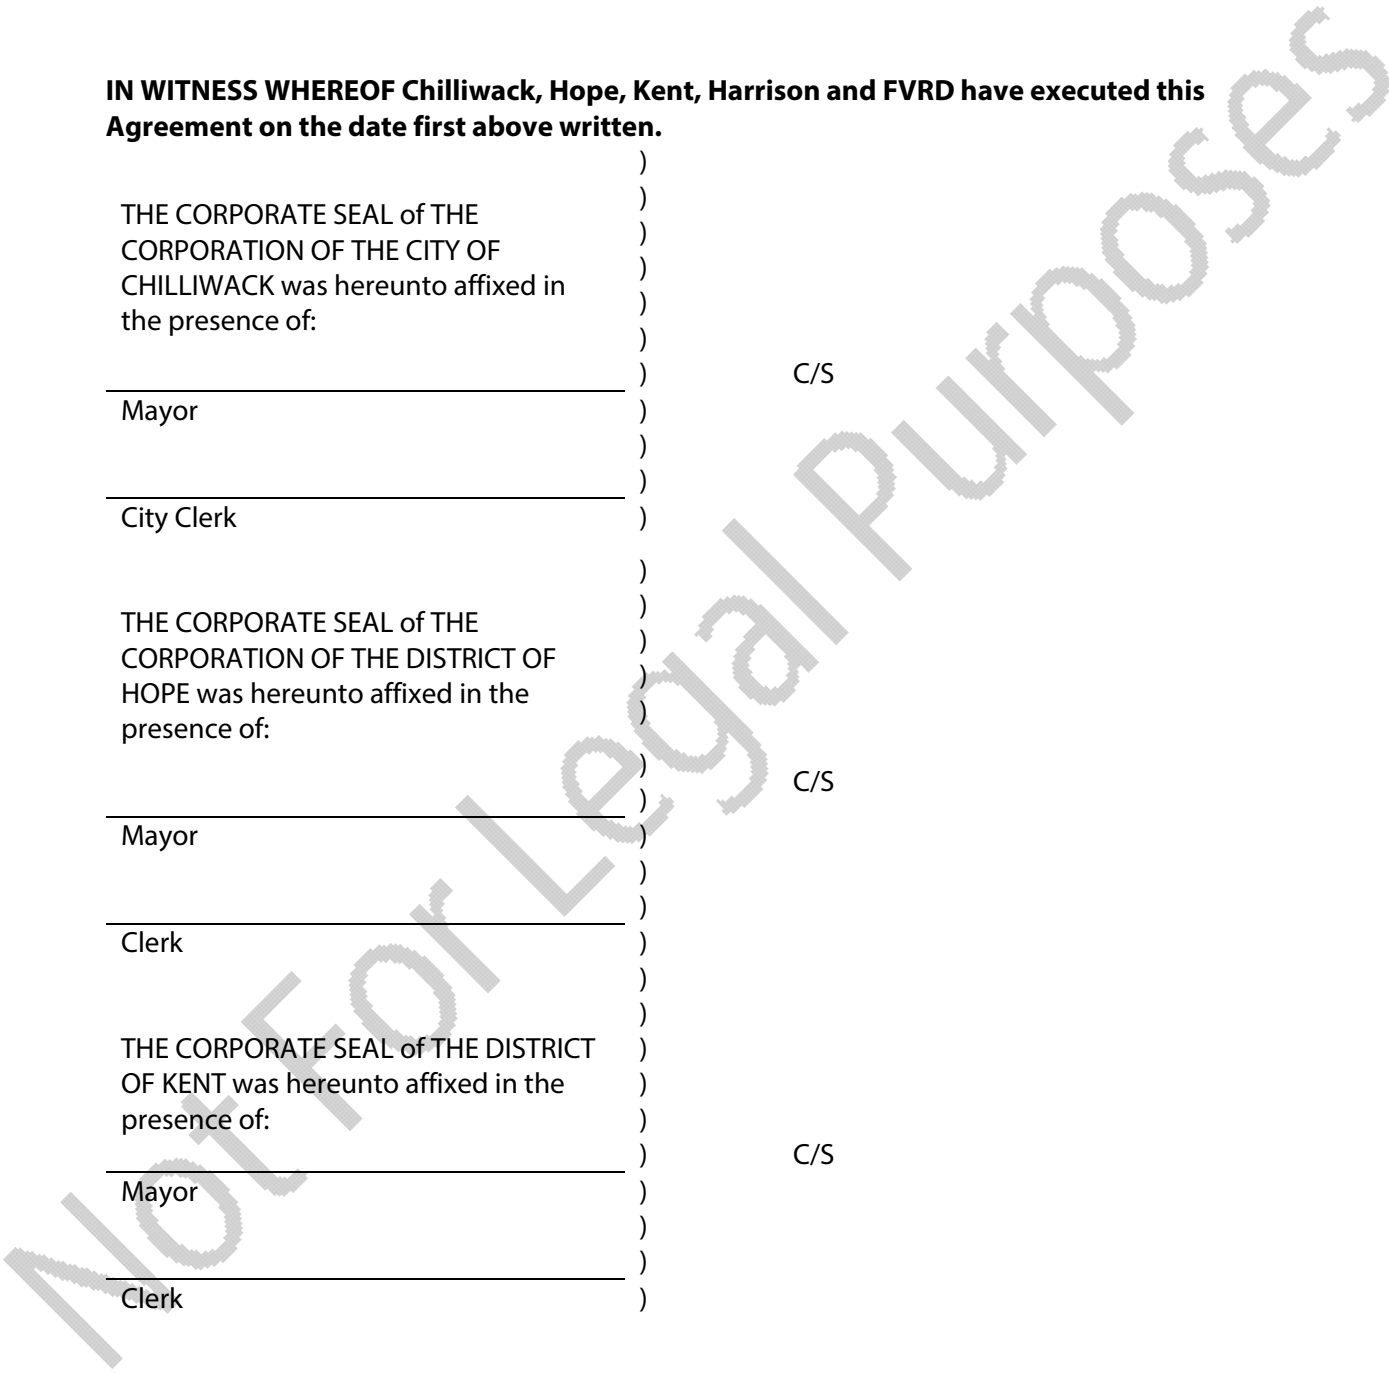 IN WITNESS WHEREOF Chilliwack, Hope, Kent, Harrison and FVRD have executed this
Agreement on the date first above written.
)
)
THE CORPORATE SEAL of THE
)
CORPORATION OF THE CITY OF
)
CHILLIWACK was hereunto affixed in
)
the presence of:
)
) C/S
Mayor )
)
)
City Clerk )
)
)
THE CORPORATE SEAL of THE
)
CORPORATION OF THE DISTRICT OF
)
HOPE was hereunto affixed in the
)
presence of:
)
C/S
)
Mayor )
)
)
Clerk )
)
)
THE CORPORATE SEAL of THE DISTRICT )
OF KENT was hereunto affixed in the )
presence of: )
) C/S
Mayor )
)
)
Clerk )
Not For Legal Purposes